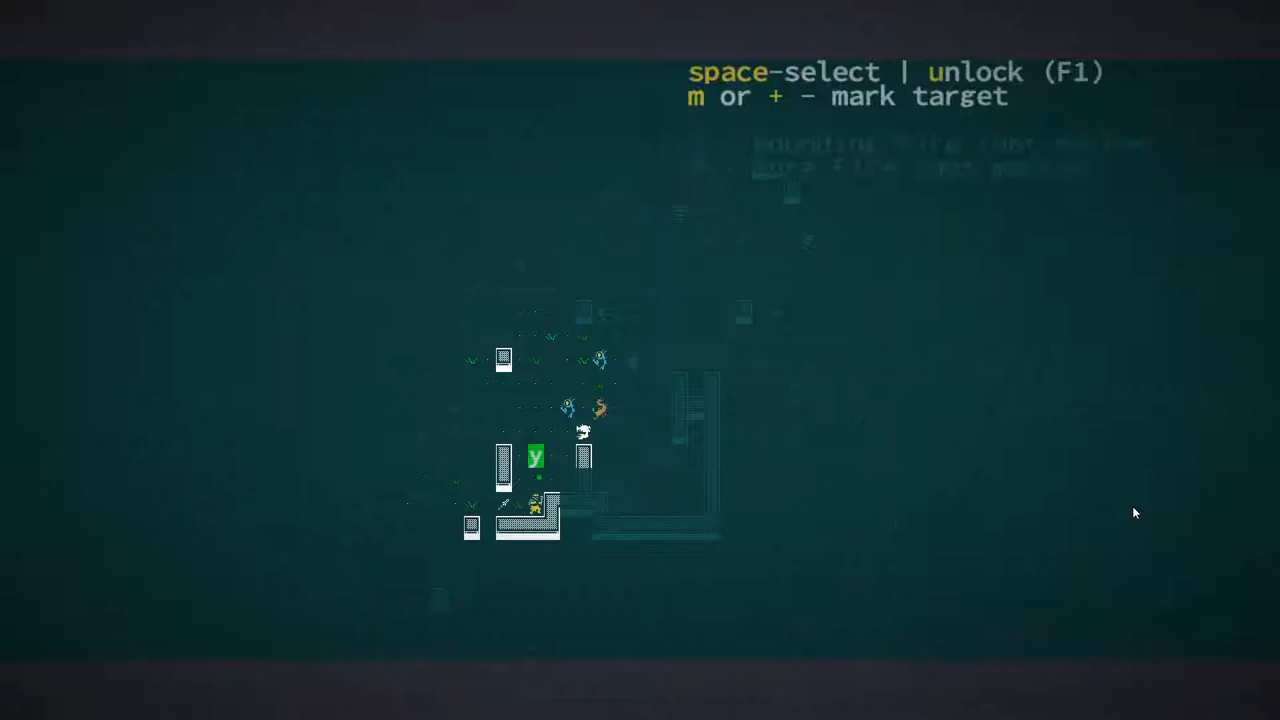 space-select | unlock (F1)
m or + - mark target
y